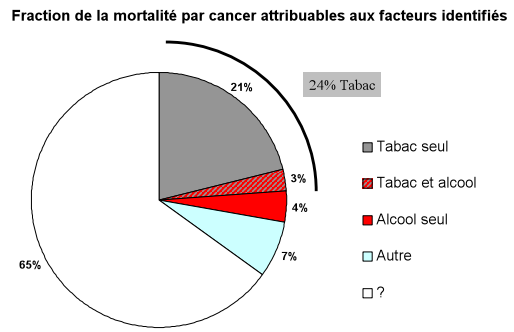 Fraction de la mortalité par cancer attribuables aux facteurs identifiés
21%
24% Tabac
3%
4%
7%
65%
Tabac seul
Tabac et alcool
Alcool seul
Autre
?